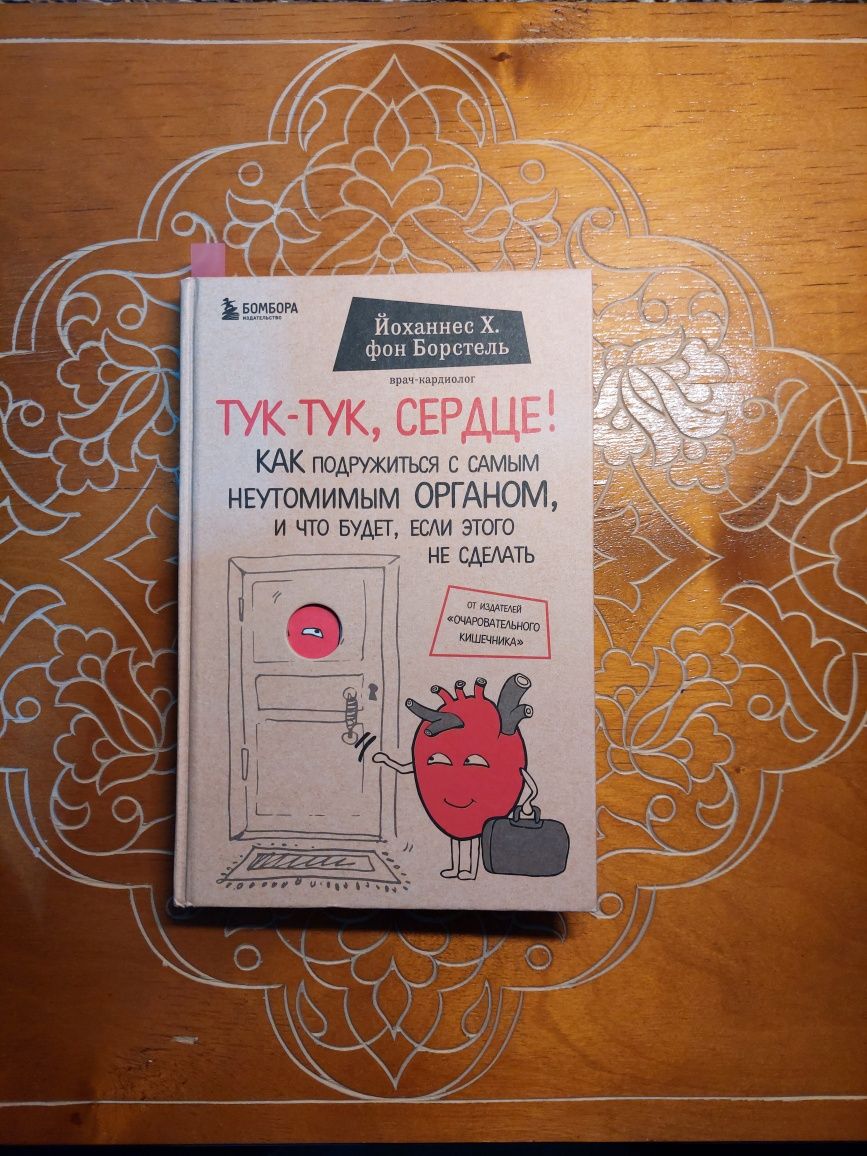 БОМБОРА
ИЗДАТЕЛЬСТВО
Йоханнес Х.
фон Борстель
врач-кардиолог
ТУК-ТУК, СЕРДЦЕ!
КАК ПОДРУЖИТЬСЯ С САМЫМ
НЕУТОМИМЫМ ОРГАНОМ,
И ЧТО БУДЕТ, ЕСЛИ ЭТОГО
НЕ СДЕЛАТЬ
ОТ ИЗДАТЕЛЕЙ
«ОЧАРОВАТЕЛЬНОГО
КИШЕЧНИКА»